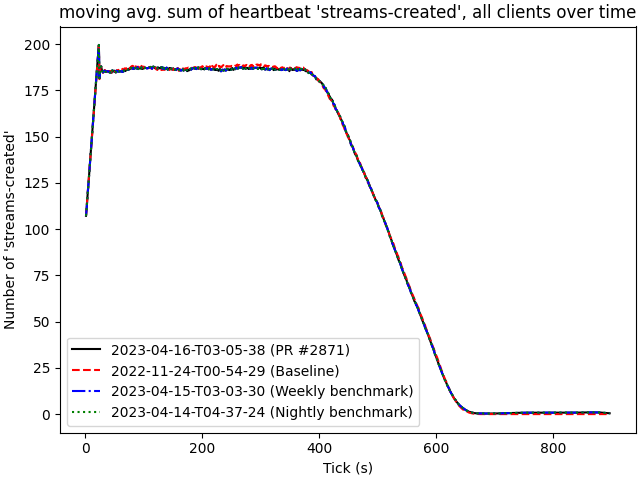 moving avg. sum of heartbeat 'streams-created', all clients over time
200
175
150
125
100
75
50
25
0
Number of 'streams-created'
2023-04-16-T03-05-38 (PR #2871)
2022-11-24-T00-54-29 (Baseline)
2023-04-15-T03-03-30 (Weekly benchmark)
2023-04-14-T04-37-24 (Nightly benchmark)
0 200 400 600 800
Tick (s)